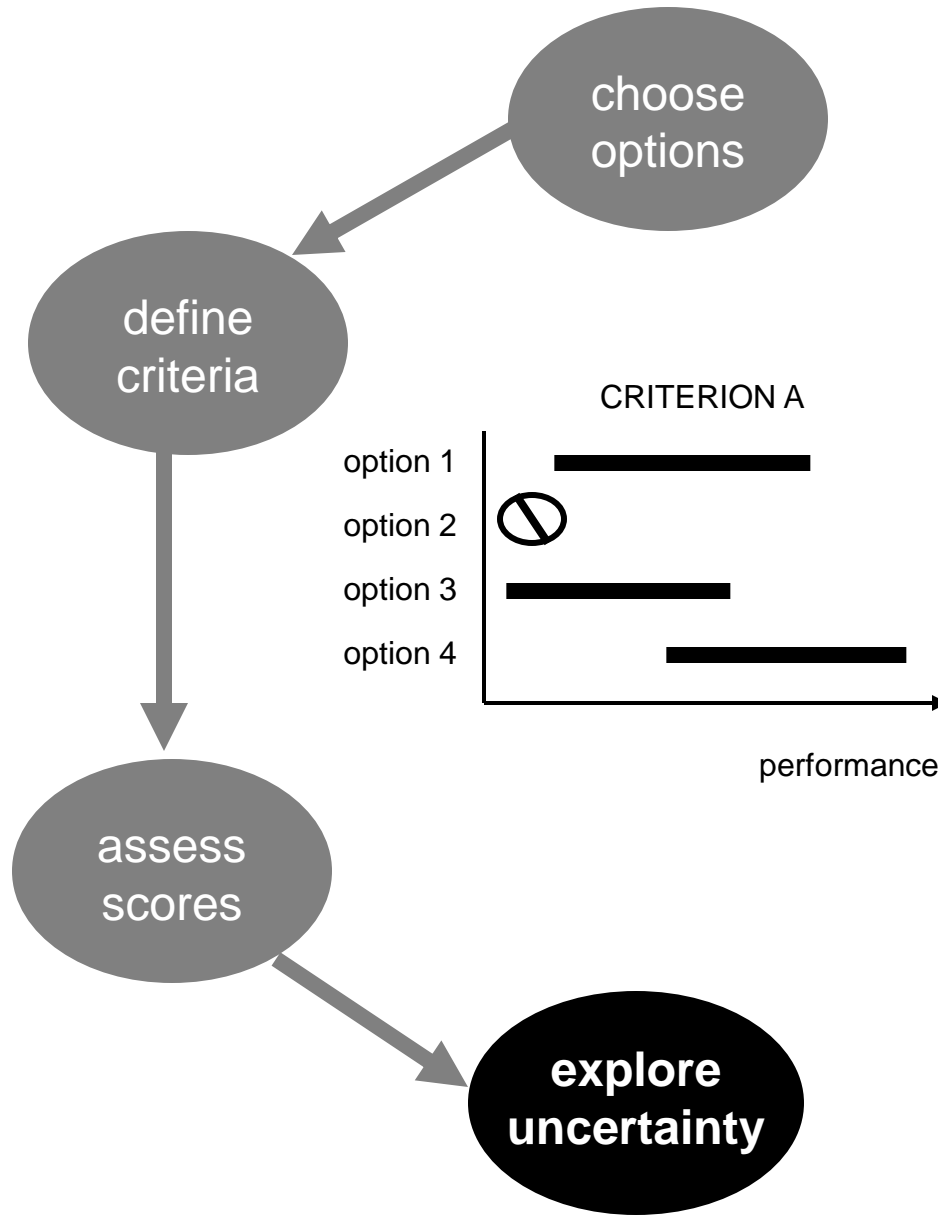 choose
options
define
criteria
CRITERION A
option 1
option 2
option 3
option 4
performance
assess
scores
explore
uncertainty